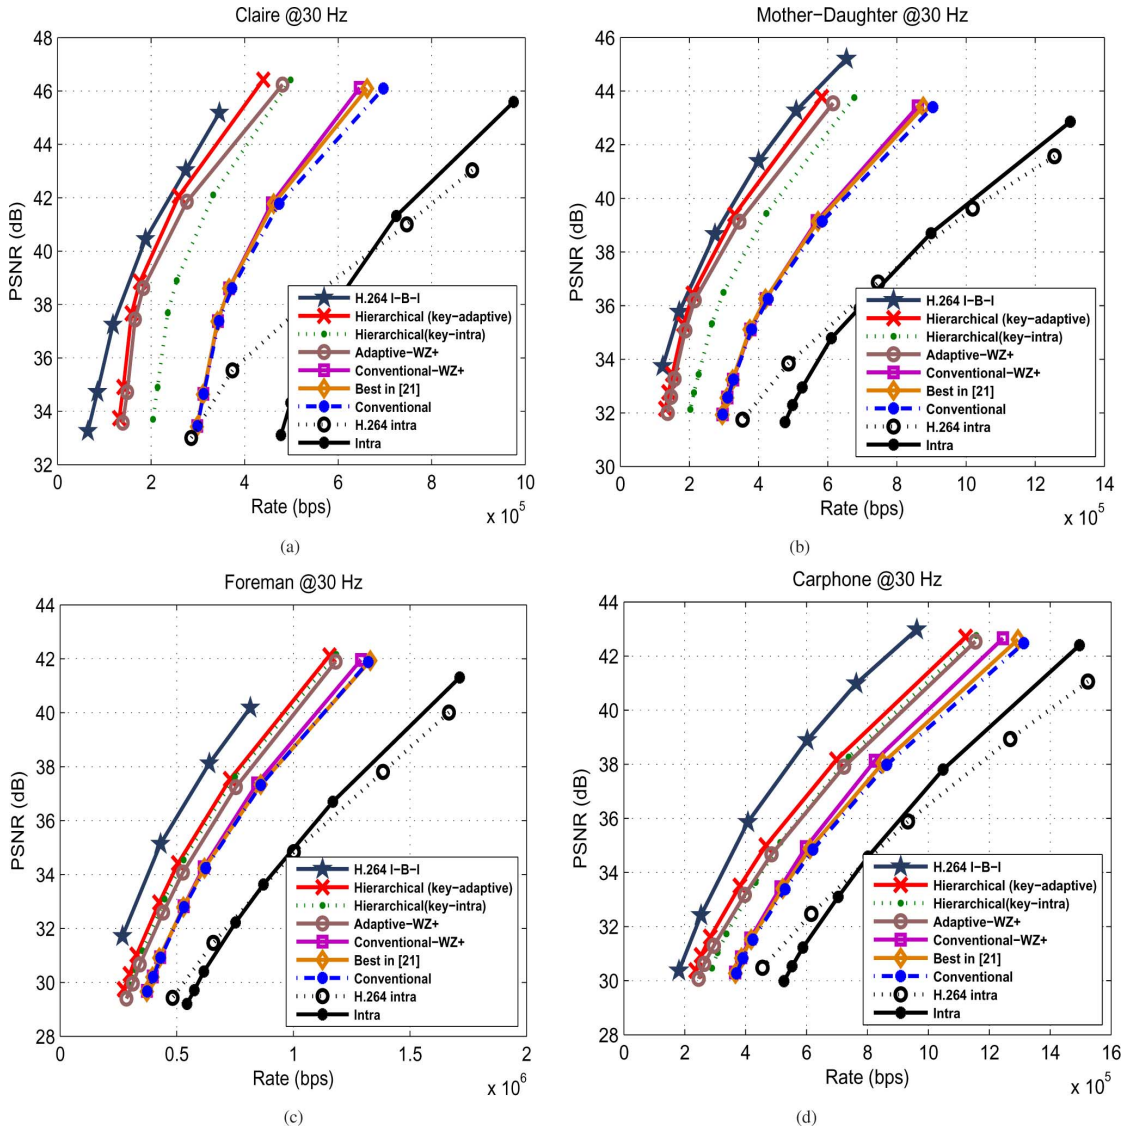 Claire @30 Hz
48
46
44
42
40
38
36
34
32
PSNR (dB)
0
2
4
6
8
10
Rate (bps)
x 10^5
H.264 I−B−I
Hierarchical (key−adaptive)
Hierarchical(key−intra)
Adaptive−WZ+
Conventional−WZ+
Best in [21]
Conventional
H.264 intra
Intra
(a)
Mother−Daughter @30 Hz
46
44
42
40
38
36
34
32
30
PSNR (dB)
0
2
4
6
8
10
12
14
Rate (bps)
x 10^5
H.264 I−B−I
Hierarchical (key−adaptive)
Hierarchical(key−intra)
Adaptive−WZ+
Conventional−WZ+
Best in [21]
Conventional
H.264 intra
Intra
(b)
Foreman @30 Hz
44
42
40
38
36
34
32
30
28
PSNR (dB)
0
0.5
1
1.5
2
Rate (bps)
x 10^6
H.264 I−B−I
Hierarchical (key−adaptive)
Hierarchical(key−intra)
Adaptive−WZ+
Conventional−WZ+
Best in [21]
Conventional
H.264 intra
Intra
(c)
Carphone @30 Hz
44
42
40
38
36
34
32
30
28
PSNR (dB)
0
2
4
6
8
10
12
14
16
Rate (bps)
x 10^5
H.264 I−B−I
Hierarchical (key−adaptive)
Hierarchical(key−intra)
Adaptive−WZ+
Conventional−WZ+
Best in [21]
Conventional
H.264 intra
Intra
(d)